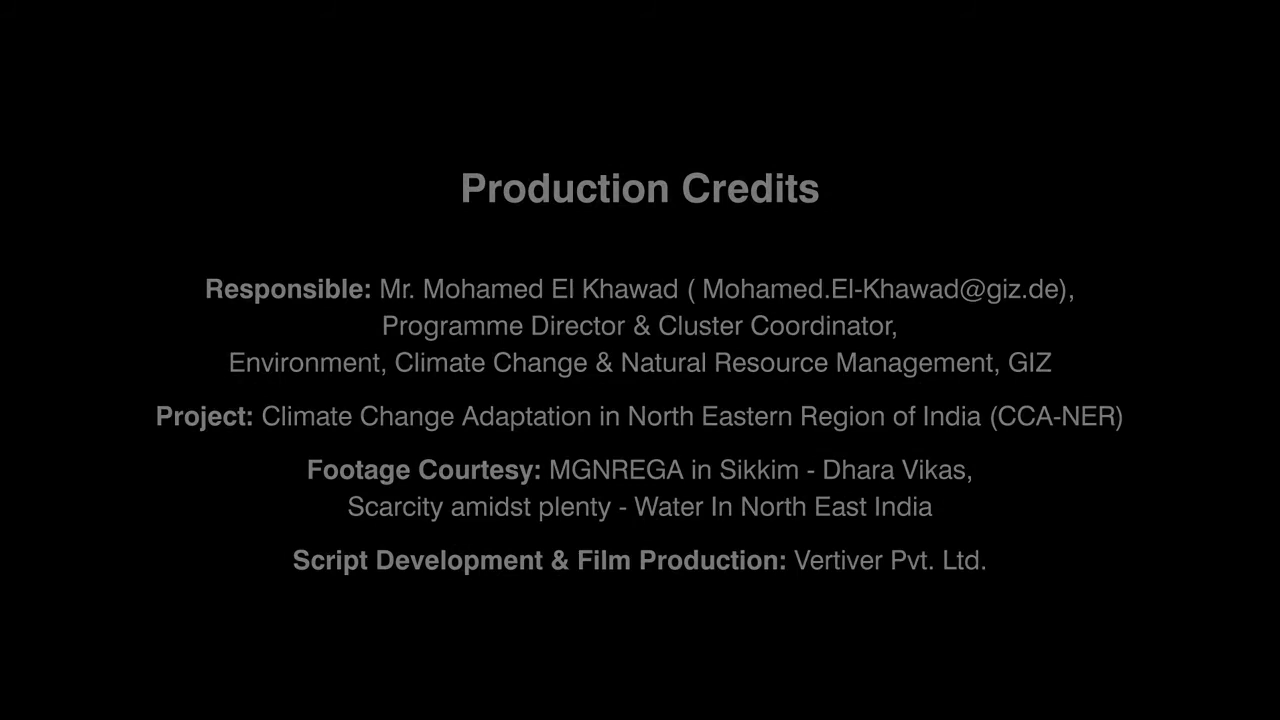 Production Credits
Responsible: Mr. Mohamed El Khawad ( Mohamed.El-Khawad@giz.de),
Programme Director & Cluster Coordinator,
Environment, Climate Change & Natural Resource Management, GIZ
Project: Climate Change Adaptation in North Eastern Region of India (CCA-NER)
Footage Courtesy: MGNREGA in Sikkim - Dhara Vikas,
Scarcity amidst plenty - Water In North East India
Script Development & Film Production: Vertiver Pvt. Ltd.